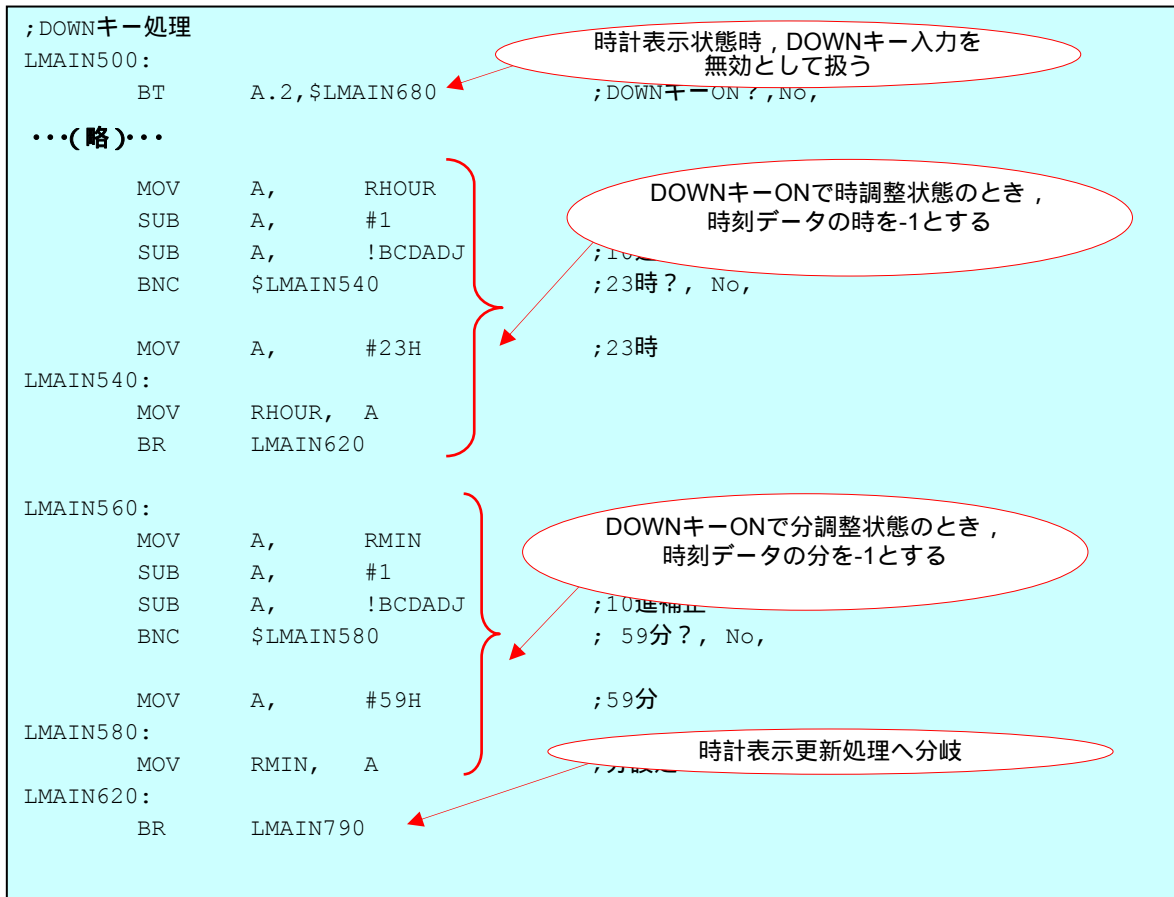 ;DOWNキー処理
時計表示状態時，DOWNキー入力を
無効として扱う
LMAIN500:
BT A.2,$LMAIN680 ;DOWNキーON？,No,
・・・(略)・・・
MOV A, RHOUR
DOWNキーONで時調整状態のとき，
時刻データの時を-1とする
SUB A, #1
SUB A, !BCDADJ
BNC $LMAIN540 ;23時？, No,
MOV A, #23H ;23時
LMAIN540:
MOV RHOUR, A
BR LMAIN620
LMAIN560:
DOWNキーONで分調整状態のとき，
時刻データの分を-1とする
MOV A, RMIN
SUB A, #1
SUB A, !BCDADJ ;10進補正
BNC $LMAIN580 ; 59分？, No,
MOV A, #59H ;59分
LMAIN580:
時計表示更新処理へ分岐
MOV RMIN, A
LMAIN620:
BR LMAIN790